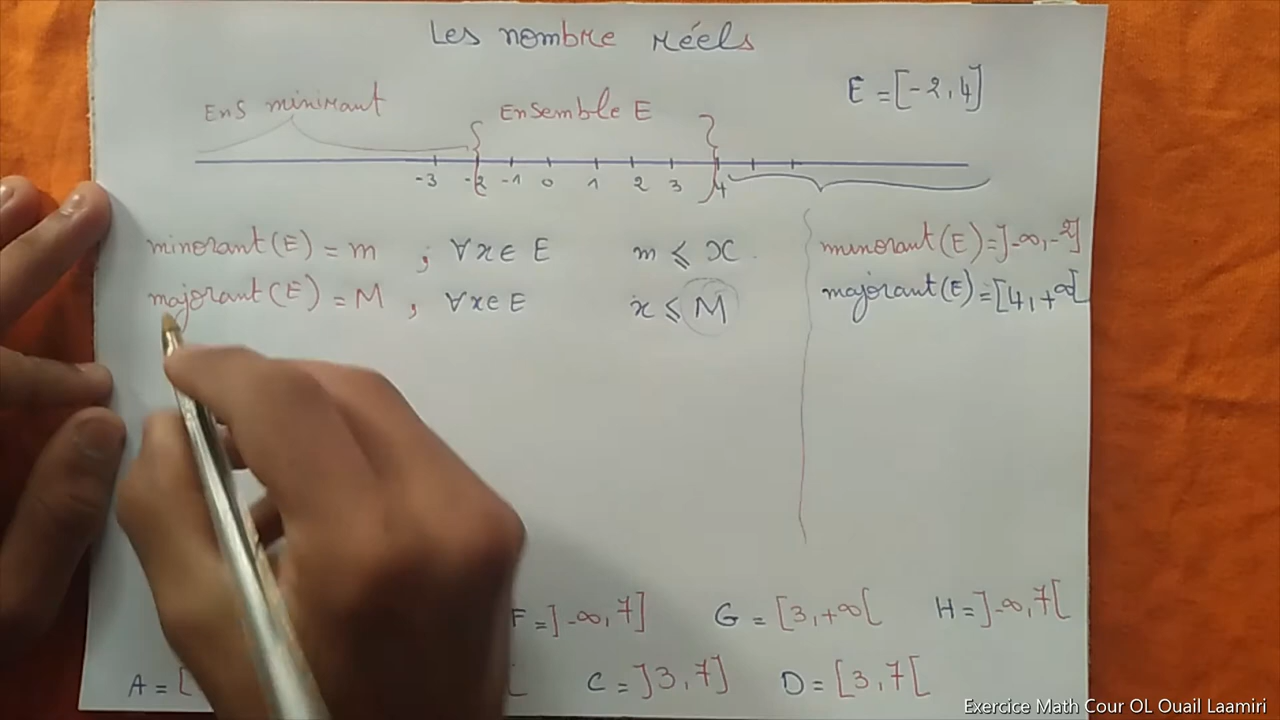 Les nombre réels
E = [-2, 4]
Ens minirant
Ensemble E
-3 -2 -1 0 1 2 3 4
minorant (E) = m ; ∀x∈ E m ⩽ x
minorant (E) = ]-∞, -2]
majorant (E) = M , ∀x∈ E x ⩽ M
majorant (E) = [4, +∞[
F = ]-∞, 7] G = [3, +∞[ H = ]-∞, 7[
A = [ [ C = ]3, 7] D = [3, 7[
Exercice Math Cour OL Ouail Laamiri